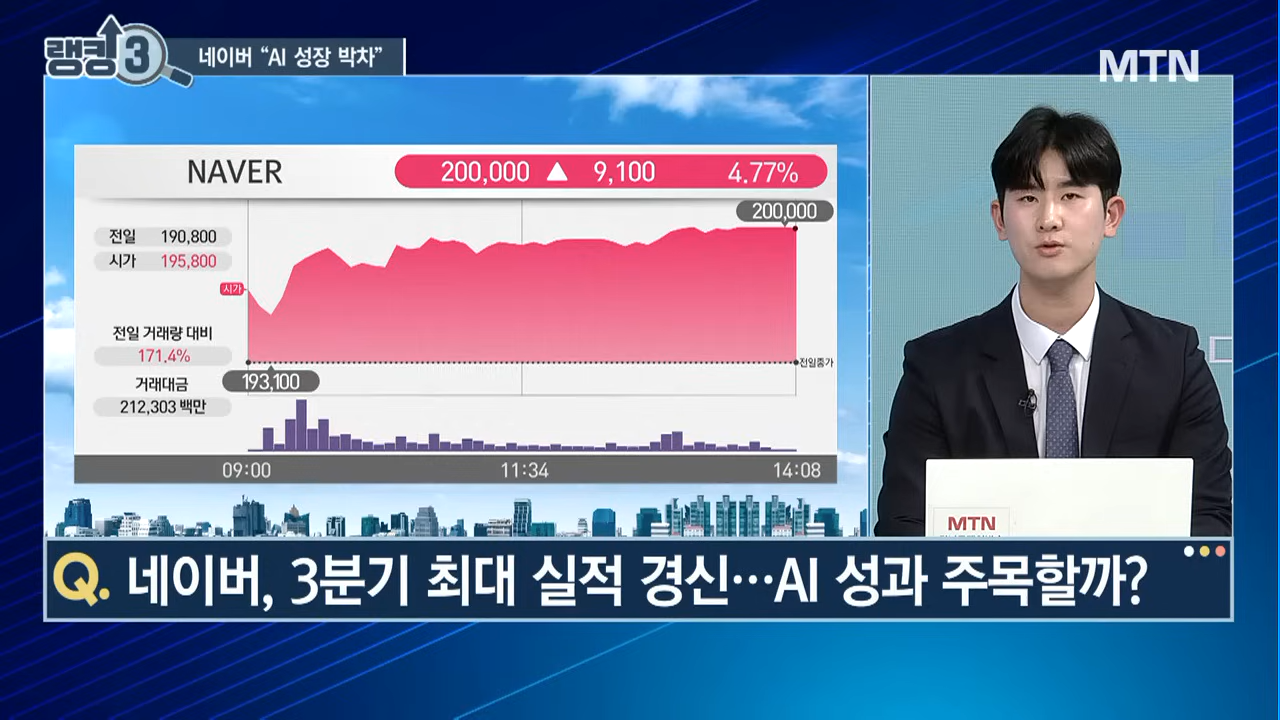 랭킹3
네이버 “AI 성장 박차”
MTN
NAVER
200,000 ▲ 9,100 4.77%
200,000
전일 190,800
시가 195,800
시가
전일 거래량 대비
171.4%
거래대금
212,303 백만
193,100
전일종가
09:00 11:34 14:08
MTN
Q. 네이버, 3분기 최대 실적 경신…AI 성과 주목할까?